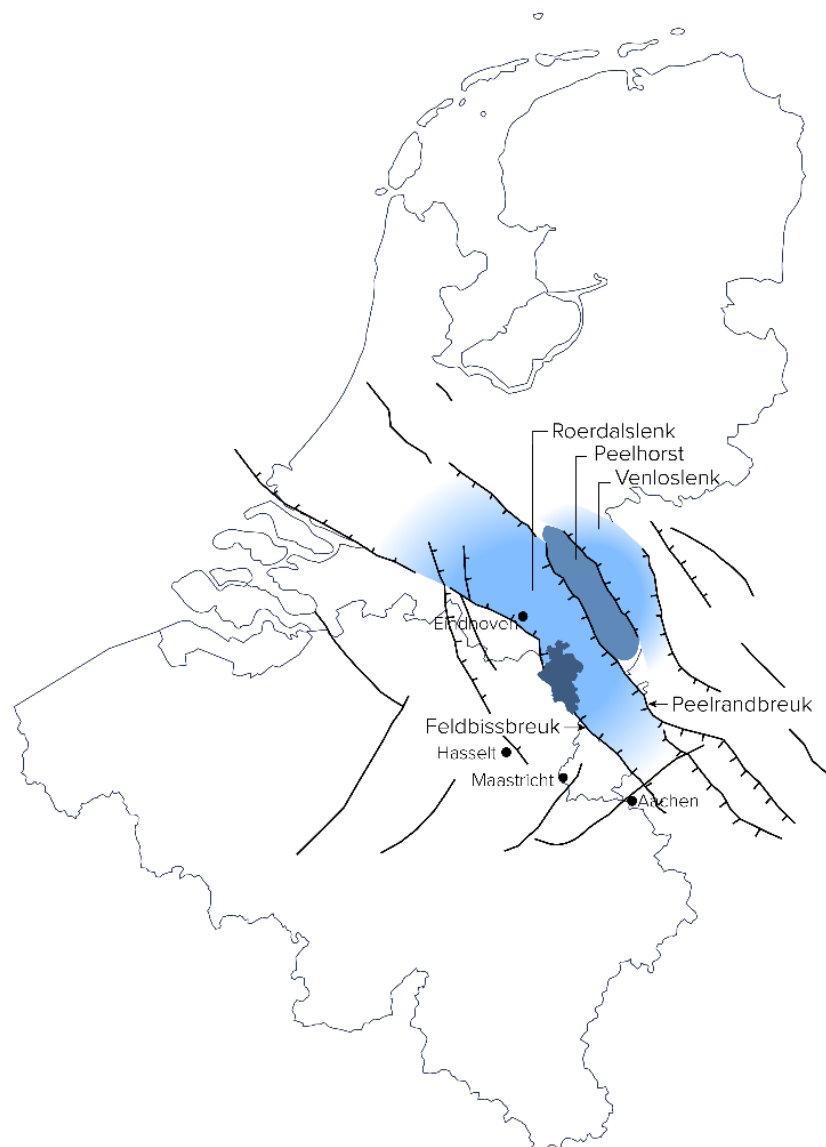 Roerdalslenk
Peelhorst
Venloslenk
Eindhoven
Peelrandbreuk
Feldbissbreuk
Hasselt
Maastricht
Aachen